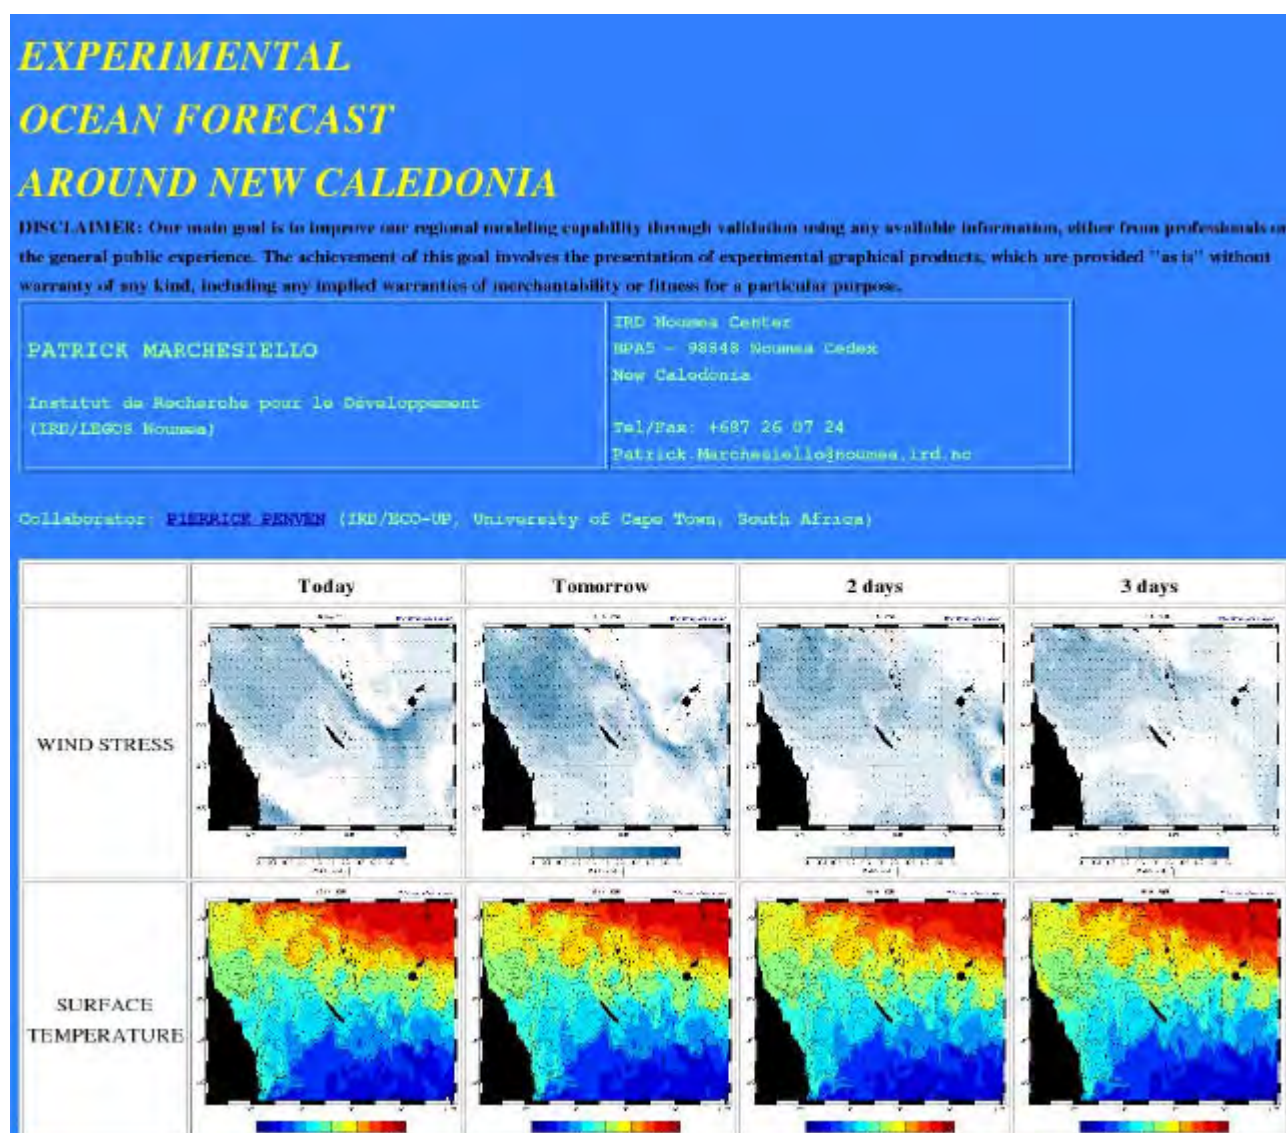 EXPERIMENTAL
OCEAN FORECAST
AROUND NEW CALEDONIA
DISCLAIMER: Our main goal is to improve our regional modeling capability through validation using any available information, either from professionals or
the general public experience. The achievement of this goal involves the presentation of experimental graphical products, which are provided "as is" without
warranty of any kind, including any implied warranties of merchantability or fitness for a particular purpose.
PATRICK MARCHESIELLO
Institut de Recherche pour le Développement
(IRD/LEGOS Noumea)
IRD Noumea Center
BPA5 - 98848 Noumea Cedex
New Caledonia
Tel/Fax: +687 26 07 24
Patrick.Marchesiello@noumea.ird.nc
Collaborator: PIERRICK PENVEN (IRD/ECO-UP, University of Cape Town, South Africa)
Today Tomorrow 2 days 3 days
WIND STRESS
SURFACE
TEMPERATURE